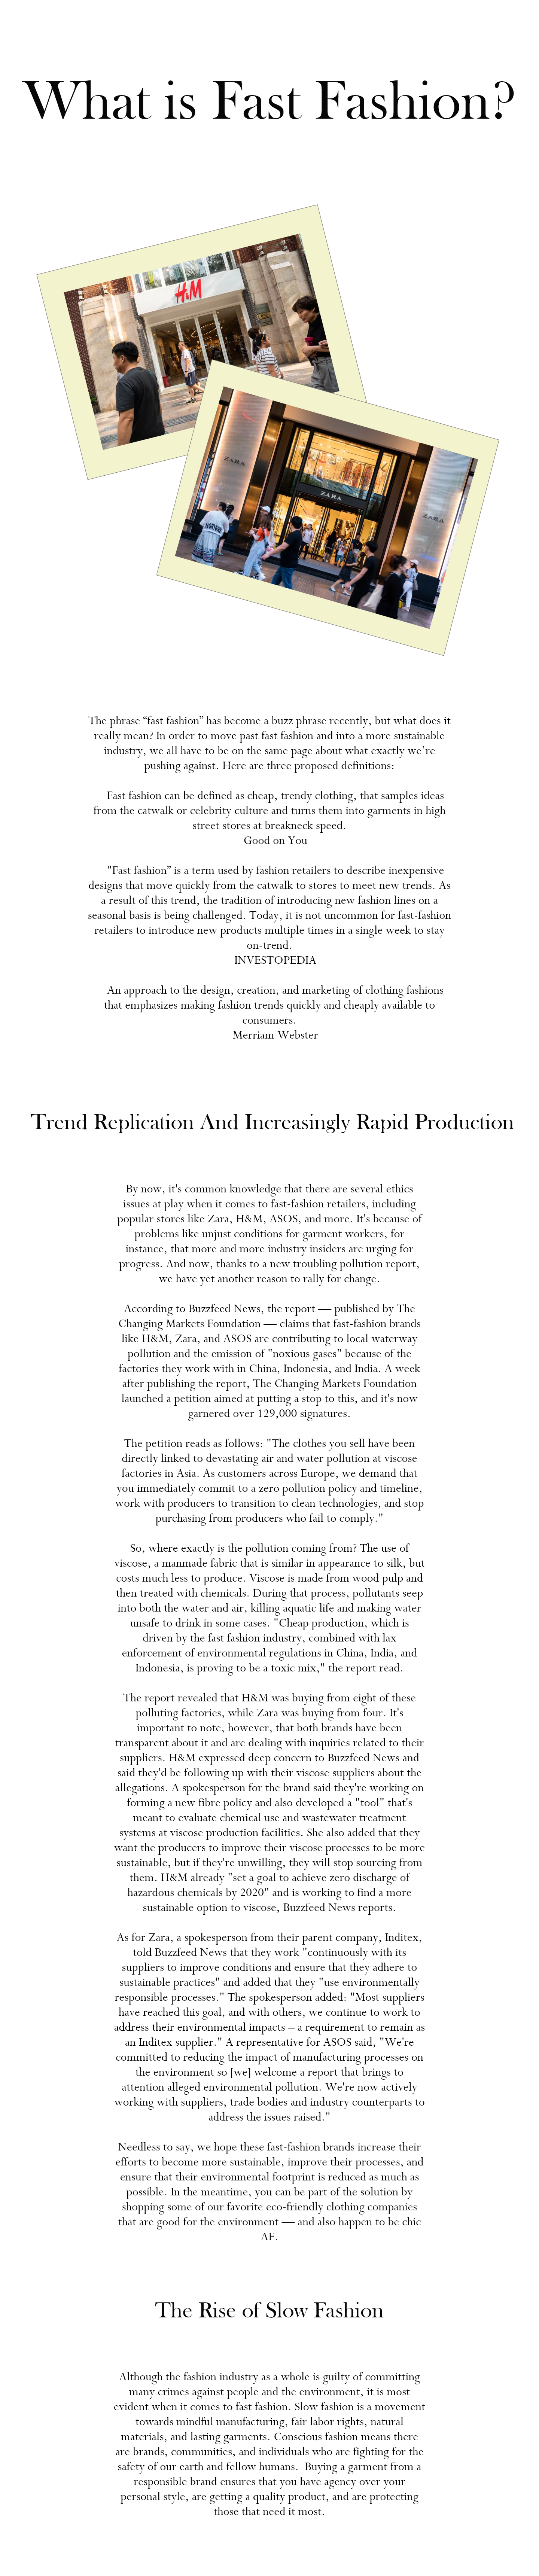 What is Fast Fashion?
H&M
ZARA
ZARA
ZARA
The phrase “fast fashion” has become a buzz phrase recently, but what does it
really mean? In order to move past fast fashion and into a more sustainable
industry, we all have to be on the same page about what exactly we’re
pushing against. Here are three proposed definitions:
Fast fashion can be defined as cheap, trendy clothing, that samples ideas
from the catwalk or celebrity culture and turns them into garments in high
street stores at breakneck speed.
Good on You
"Fast fashion” is a term used by fashion retailers to describe inexpensive
designs that move quickly from the catwalk to stores to meet new trends. As
a result of this trend, the tradition of introducing new fashion lines on a
seasonal basis is being challenged. Today, it is not uncommon for fast-fashion
retailers to introduce new products multiple times in a single week to stay
on-trend.
INVESTOPEDIA
An approach to the design, creation, and marketing of clothing fashions
that emphasizes making fashion trends quickly and cheaply available to
consumers.
Merriam Webster
Trend Replication And Increasingly Rapid Production
By now, it's common knowledge that there are several ethics
issues at play when it comes to fast-fashion retailers, including
popular stores like Zara, H&M, ASOS, and more. It's because of
problems like unjust conditions for garment workers, for
instance, that more and more industry insiders are urging for
progress. And now, thanks to a new troubling pollution report,
we have yet another reason to rally for change.
According to Buzzfeed News, the report — published by The
Changing Markets Foundation — claims that fast-fashion brands
like H&M, Zara, and ASOS are contributing to local waterway
pollution and the emission of "noxious gases" because of the
factories they work with in China, Indonesia, and India. A week
after publishing the report, The Changing Markets Foundation
launched a petition aimed at putting a stop to this, and it's now
garnered over 129,000 signatures.
The petition reads as follows: "The clothes you sell have been
directly linked to devastating air and water pollution at viscose
factories in Asia. As customers across Europe, we demand that
you immediately commit to a zero pollution policy and timeline,
work with producers to transition to clean technologies, and stop
purchasing from producers who fail to comply."
So, where exactly is the pollution coming from? The use of
viscose, a manmade fabric that is similar in appearance to silk, but
costs much less to produce. Viscose is made from wood pulp and
then treated with chemicals. During that process, pollutants seep
into both the water and air, killing aquatic life and making water
unsafe to drink in some cases. "Cheap production, which is
driven by the fast fashion industry, combined with lax
enforcement of environmental regulations in China, India, and
Indonesia, is proving to be a toxic mix," the report read.
The report revealed that H&M was buying from eight of these
polluting factories, while Zara was buying from four. It's
important to note, however, that both brands have been
transparent about it and are dealing with inquiries related to their
suppliers. H&M expressed deep concern to Buzzfeed News and
said they'd be following up with their viscose suppliers about the
allegations. A spokesperson for the brand said they're working on
forming a new fibre policy and also developed a "tool" that's
meant to evaluate chemical use and wastewater treatment
systems at viscose production facilities. She also added that they
want the producers to improve their viscose processes to be more
sustainable, but if they're unwilling, they will stop sourcing from
them. H&M already "set a goal to achieve zero discharge of
hazardous chemicals by 2020" and is working to find a more
sustainable option to viscose, Buzzfeed News reports.
As for Zara, a spokesperson from their parent company, Inditex,
told Buzzfeed News that they work "continuously with its
suppliers to improve conditions and ensure that they adhere to
sustainable practices" and added that they "use environmentally
responsible processes." The spokesperson added: "Most suppliers
have reached this goal, and with others, we continue to work to
address their environmental impacts – a requirement to remain as
an Inditex supplier." A representative for ASOS said, "We're
committed to reducing the impact of manufacturing processes on
the environment so [we] welcome a report that brings to
attention alleged environmental pollution. We're now actively
working with suppliers, trade bodies and industry counterparts to
address the issues raised."
Needless to say, we hope these fast-fashion brands increase their
efforts to become more sustainable, improve their processes, and
ensure that their environmental footprint is reduced as much as
possible. In the meantime, you can be part of the solution by
shopping some of our favorite eco-friendly clothing companies
that are good for the environment — and also happen to be chic
AF.
The Rise of Slow Fashion
Although the fashion industry as a whole is guilty of committing
many crimes against people and the environment, it is most
evident when it comes to fast fashion. Slow fashion is a movement
towards mindful manufacturing, fair labor rights, natural
materials, and lasting garments. Conscious fashion means there
are brands, communities, and individuals who are fighting for the
safety of our earth and fellow humans.  Buying a garment from a
responsible brand ensures that you have agency over your
personal style, are getting a quality product, and are protecting
those that need it most.